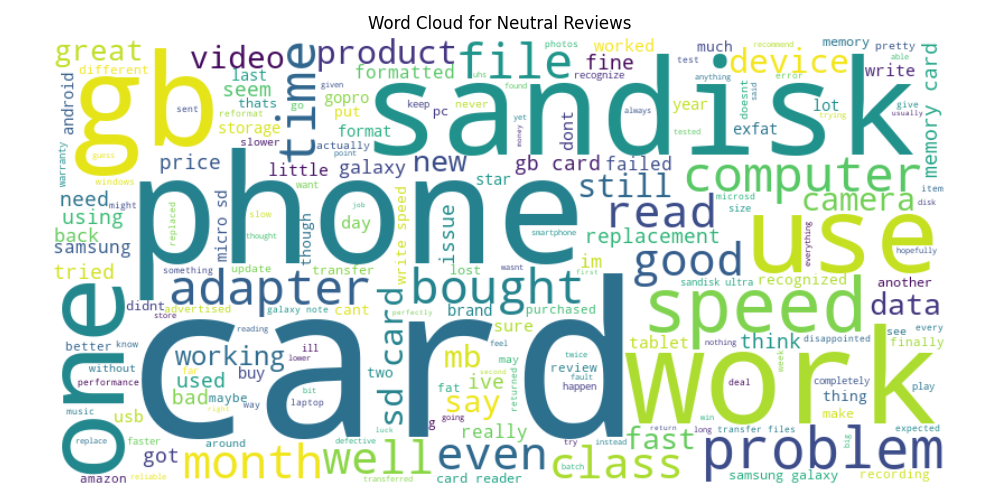 Word Cloud for Neutral Reviews
great
video
product
file
photos
worked
much
device
memory
pretty
recommend
able
different
last
seem
thats
time
formatted
fine
recognize
test
anything
write
memory card
android
gb
sent
gopro
put
go
given
keep
pc
never
uhs
found
sandisk
year
doesnt
said
error
lot
trying
give
usually
storage
reformat
slower
format
actually
point
yet
money
dont
always
tested
exfat
warranty
guess
windows
price
little
galaxy
new
gb card
failed
computer
item
disk
need
might
using
back
samsung
replaced
micro sd
phone
want
star
still
read
microsd
size
camera
use
slow
thought
though
day
job
write speed
issue
smartphone
replacement
good
everything
hopefully
tried
something
update
transfer
lost
wasnt
im
first
sandisk ultra
recognized
another
one
didnt
store
advertised
adapter
galaxy note
cant
perfectly
bought
brand
sure
purchased
speed
data
better
know
reading
sd card
feel
card
work
tablet
nothing
think
disappointed
see
every
finally
without
performance
working
far
used
buy
ill
lower
two
mb
may
twice
review
week
deal
completely
thing
play
bad
maybe
bit
laptop
fat
ive
second
returned
fault
happen
music
usb
right
way
say
g
going
win
make
expected
replace
faster
around
luck
really
try
instead
return
long
transfer files
big
fast
problem
amazon
reliable
got
month
defective
well
transferred
even
card reader
batch
class
samsung galaxy
recording